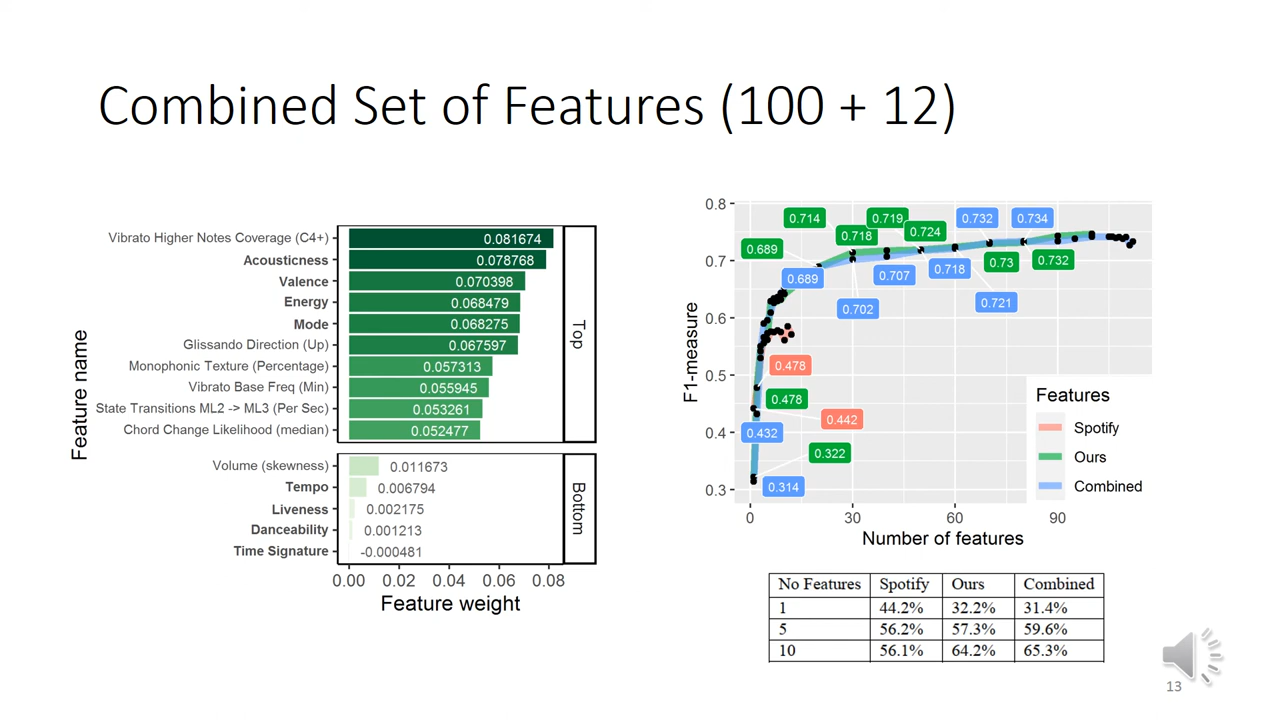 Combined Set of Features (100 + 12)
Feature name
Vibrato Higher Notes Coverage (C4+) 0.081674
Acousticness 0.078768
Valence 0.070398
Energy 0.068479
Mode 0.068275
Glissando Direction (Up) 0.067597
Monophonic Texture (Percentage) 0.057313
Vibrato Base Freq (Min) 0.055945
State Transitions ML2 -> ML3 (Per Sec) 0.053261
Chord Change Likelihood (median) 0.052477
Top
Volume (skewness) 0.011673
Tempo 0.006794
Liveness 0.002175
Danceability 0.001213
Time Signature -0.000481
Bottom
0.00 0.02 0.04 0.06 0.08
Feature weight
F1-measure
0.8
0.7
0.6
0.5
0.4
0.3
0.714 0.719 0.732 0.734
0.718 0.724
0.689
0.73 0.732
0.689 0.707 0.718
0.702 0.721
0.478
0.478
0.442
0.432
0.322
0.314
Features
Spotify
Ours
Combined
0 30 60 90
Number of features
No Features Spotify Ours Combined
1 44.2% 32.2% 31.4%
5 56.2% 57.3% 59.6%
10 56.1% 64.2% 65.3%
13